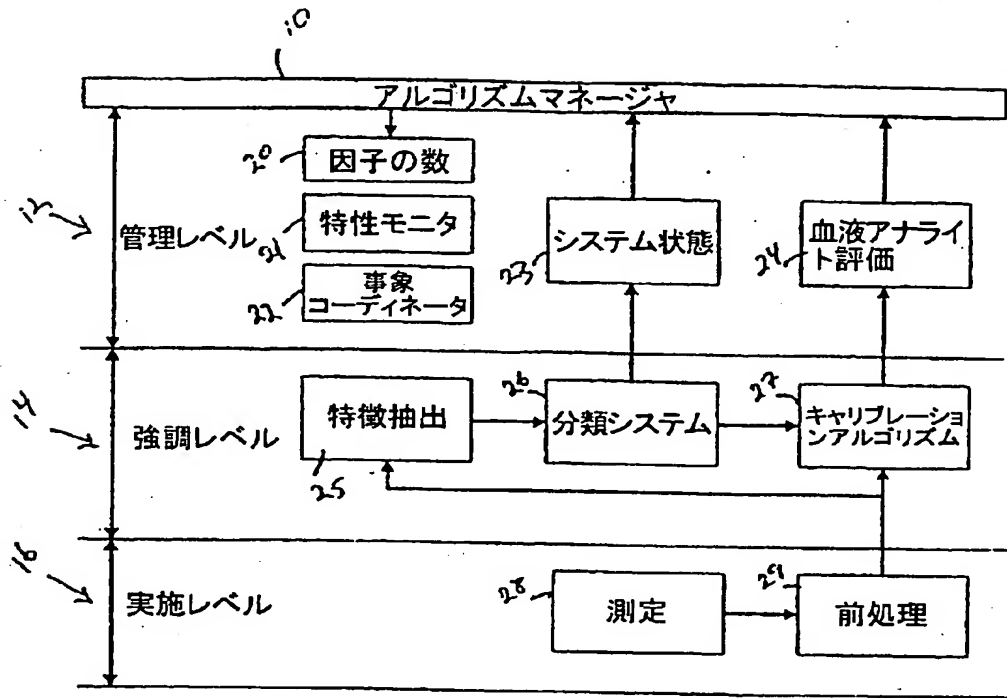 10
アルゴリズムマネージャ
20
因子の数
12
管理レベル
21
特性モニタ
22
事象
コーディネータ
23
システム状態
24
血液アナライ
ト評価
14
強調レベル
特徴抽出
25
26
分類システム
27
キャリブレーショ
ンアルゴリズム
16
実施レベル
28
測定
29
前処理